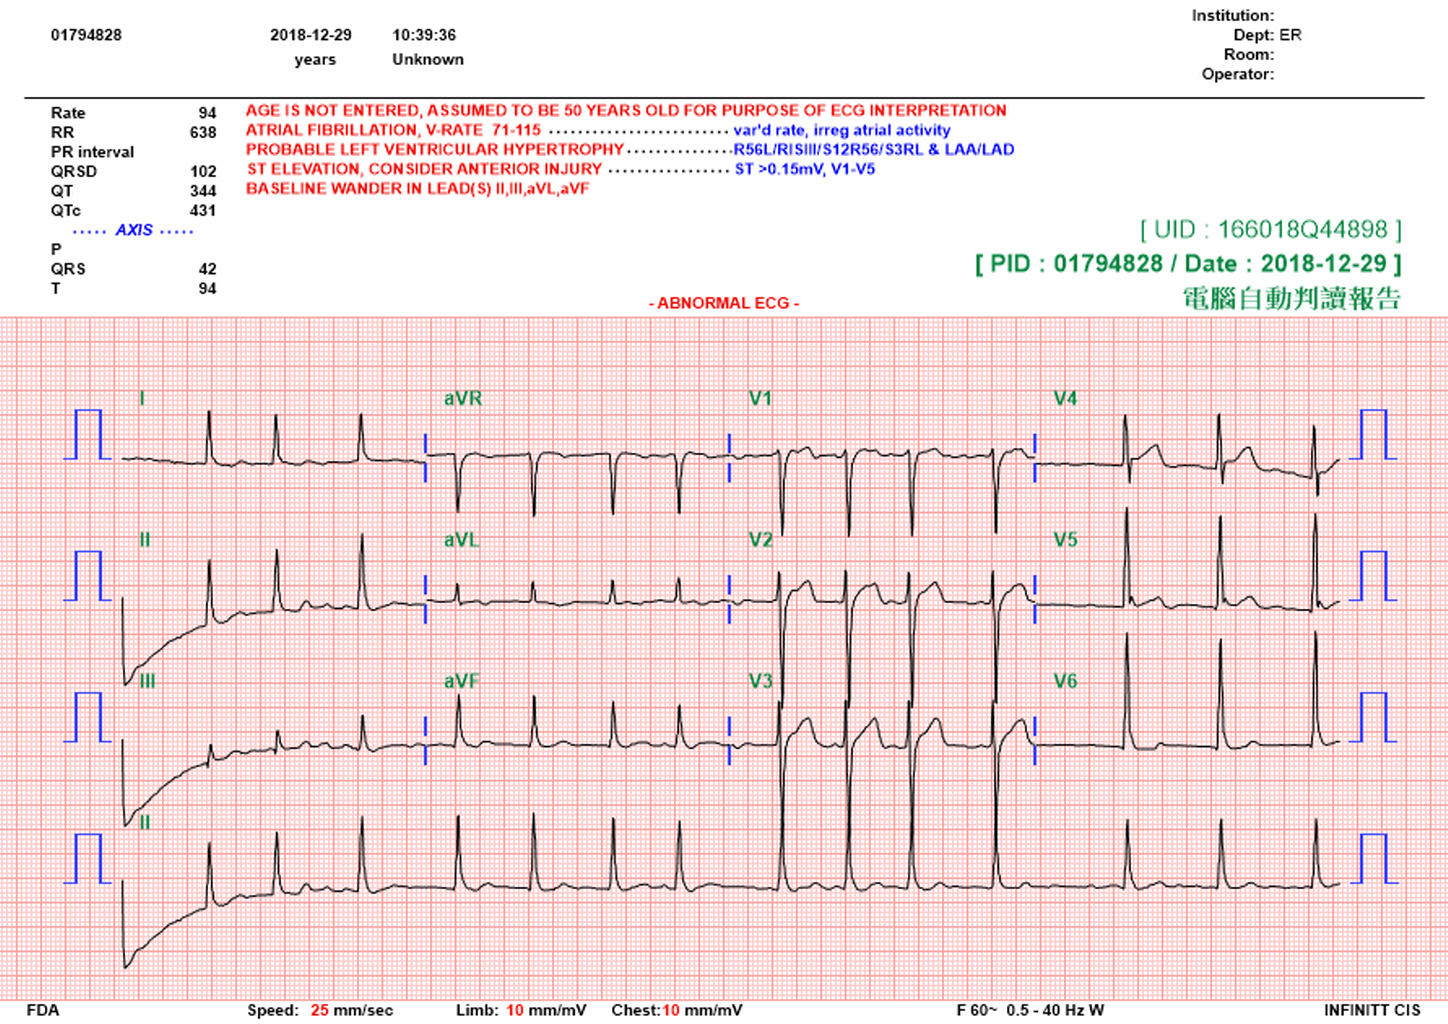 Institution:
01794828 2018-12-29 10:39:36 Dept: ER
years Unknown Room:
Operator:
Rate 94 AGE IS NOT ENTERED, ASSUMED TO BE 50 YEARS OLD FOR PURPOSE OF ECG INTERPRETATION
RR 638 ATRIAL FIBRILLATION, V-RATE 71-115 ........................... var'd rate, irreg atrial activity
PR interval PROBABLE LEFT VENTRICULAR HYPERTROPHY ............... R56L/RISIII/S12R56/S3RL & LAA/LAD
QRSD 102 ST ELEVATION, CONSIDER ANTERIOR INJURY .................. ST >0.15mV, V1-V5
QT 344 BASELINE WANDER IN LEAD(S) II,III,aVL,aVF
QTc 431
····· AXIS ·····
P
QRS 42
T 94
[ UID : 166018Q44898 ]
[ PID : 01794828 / Date : 2018-12-29 ]
電腦自動判讀報告
- ABNORMAL ECG -
I aVR V1 V4
II aVL V2 V5
III aVF V3 V6
II
FDA Speed: 25 mm/sec Limb: 10 mm/mV Chest:10 mm/mV F 60~ 0.5 - 40 Hz W INFINITT CIS